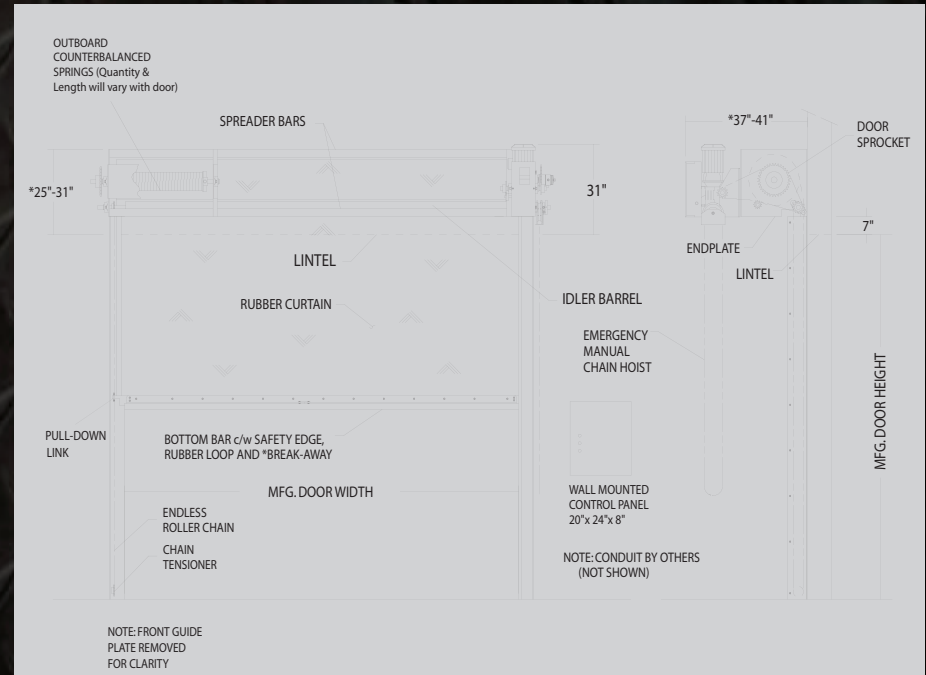 OUTBOARD
COUNTERBALANCED
SPRINGS (Quantity &
Length will vary with door)
SPREADER BARS
*37"-41"
DOOR
SPROCKET
*25"-31"
31"
7"
ENDPLATE
LINTEL
LINTEL
RUBBER CURTAIN
IDLER BARREL
EMERGENCY
MANUAL
CHAIN HOIST
MFG. DOOR HEIGHT
PULL-DOWN
LINK
BOTTOM BAR c/w SAFETY EDGE,
RUBBER LOOP AND *BREAK-AWAY
MFG. DOOR WIDTH
WALL MOUNTED
CONTROL PANEL
20"x 24"x 8"
ENDLESS
ROLLER CHAIN
CHAIN
TENSIONER
NOTE: CONDUIT BY OTHERS
(NOT SHOWN)
NOTE: FRONT GUIDE
PLATE REMOVED
FOR CLARITY